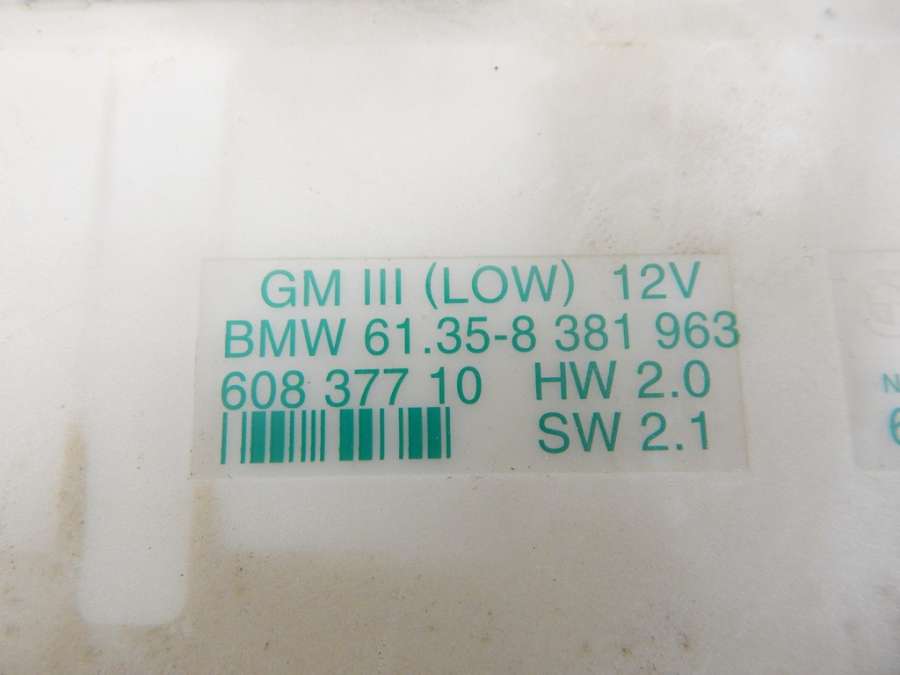 GM III (LOW) 12V
BMW 61.35-8 381 963
608 377 10 HW 2.0
SW 2.1
N